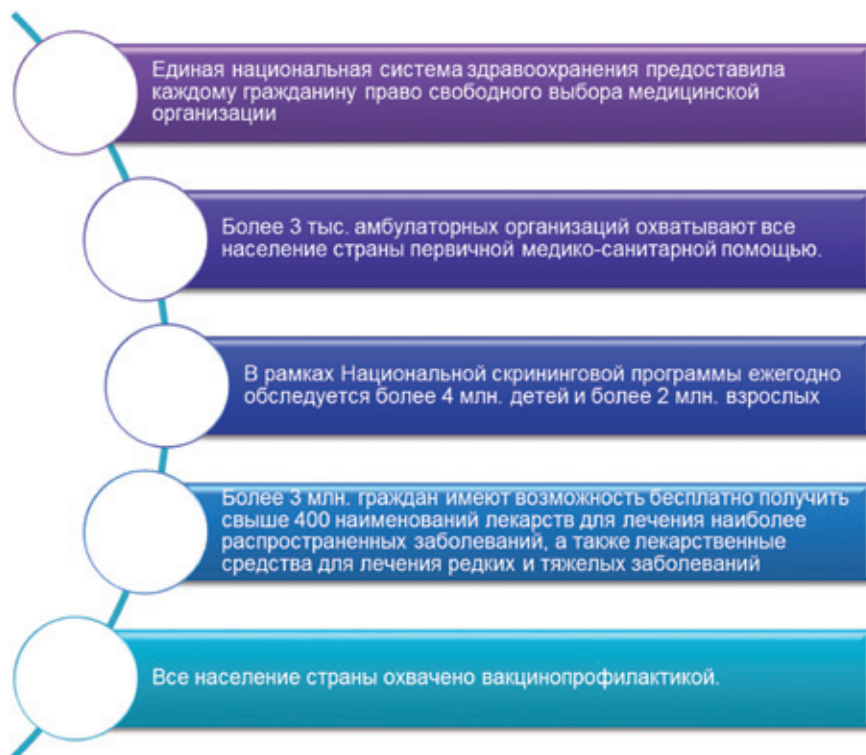 Единая национальная система здравоохранения предоставила
каждому гражданину право свободного выбора медицинской
организации
Более 3 тыс. амбулаторных организаций охватывают все
население страны первичной медико-санитарной помощью.
В рамках Национальной скрининговой программы ежегодно
обследуется более 4 млн. детей и более 2 млн. взрослых
Более 3 млн. граждан имеют возможность бесплатно получить
свыше 400 наименований лекарств для лечения наиболее
распространенных заболеваний, а также лекарственные
средства для лечения редких и тяжелых заболеваний
Все население страны охвачено вакцинопрофилактикой.